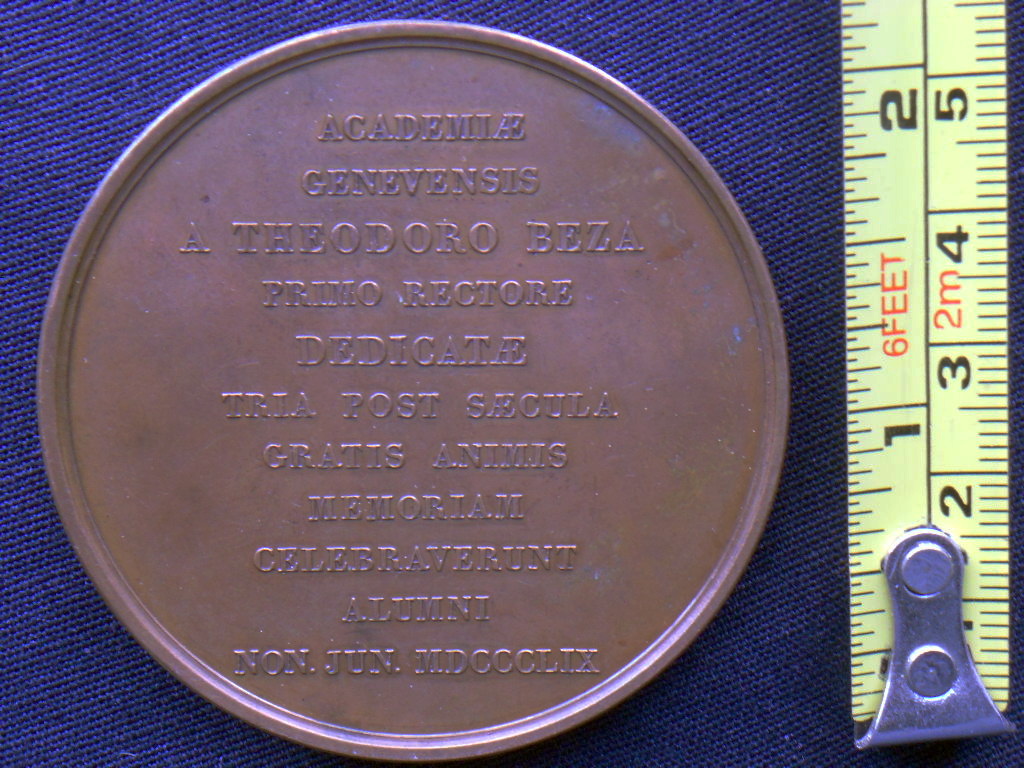 ACADEMIÆ
GENEVENSIS
A THEODORO BEZA
PRIMO RECTORE
DEDICATÆ
TRIA POST SÆCULA
GRATIS ANIMIS
MEMORIAM
CELEBRAVERUNT
ALUMNI
NON. JUN. MDCCCLIX
2 5
6FEET 2m 4
3
1
2
1